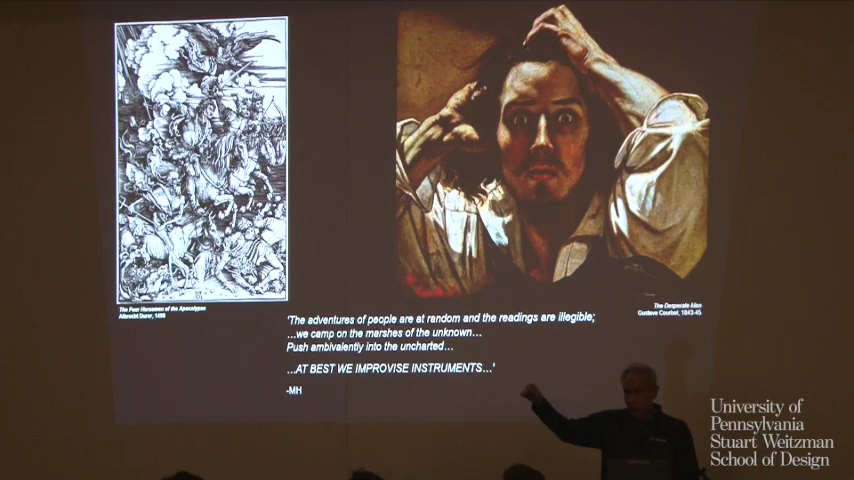 The Four Horsemen of the Apocalypse
Albrecht Durer, 1498
The Desperate Man
Gustave Courbet, 1843-45
'The adventures of people are at random and the readings are illegible;
...we camp on the marshes of the unknown...
Push ambivalently into the uncharted...
...AT BEST WE IMPROVISE INSTRUMENTS...'
-MH
University of
Pennsylvania
Stuart Weitzman
School of Design